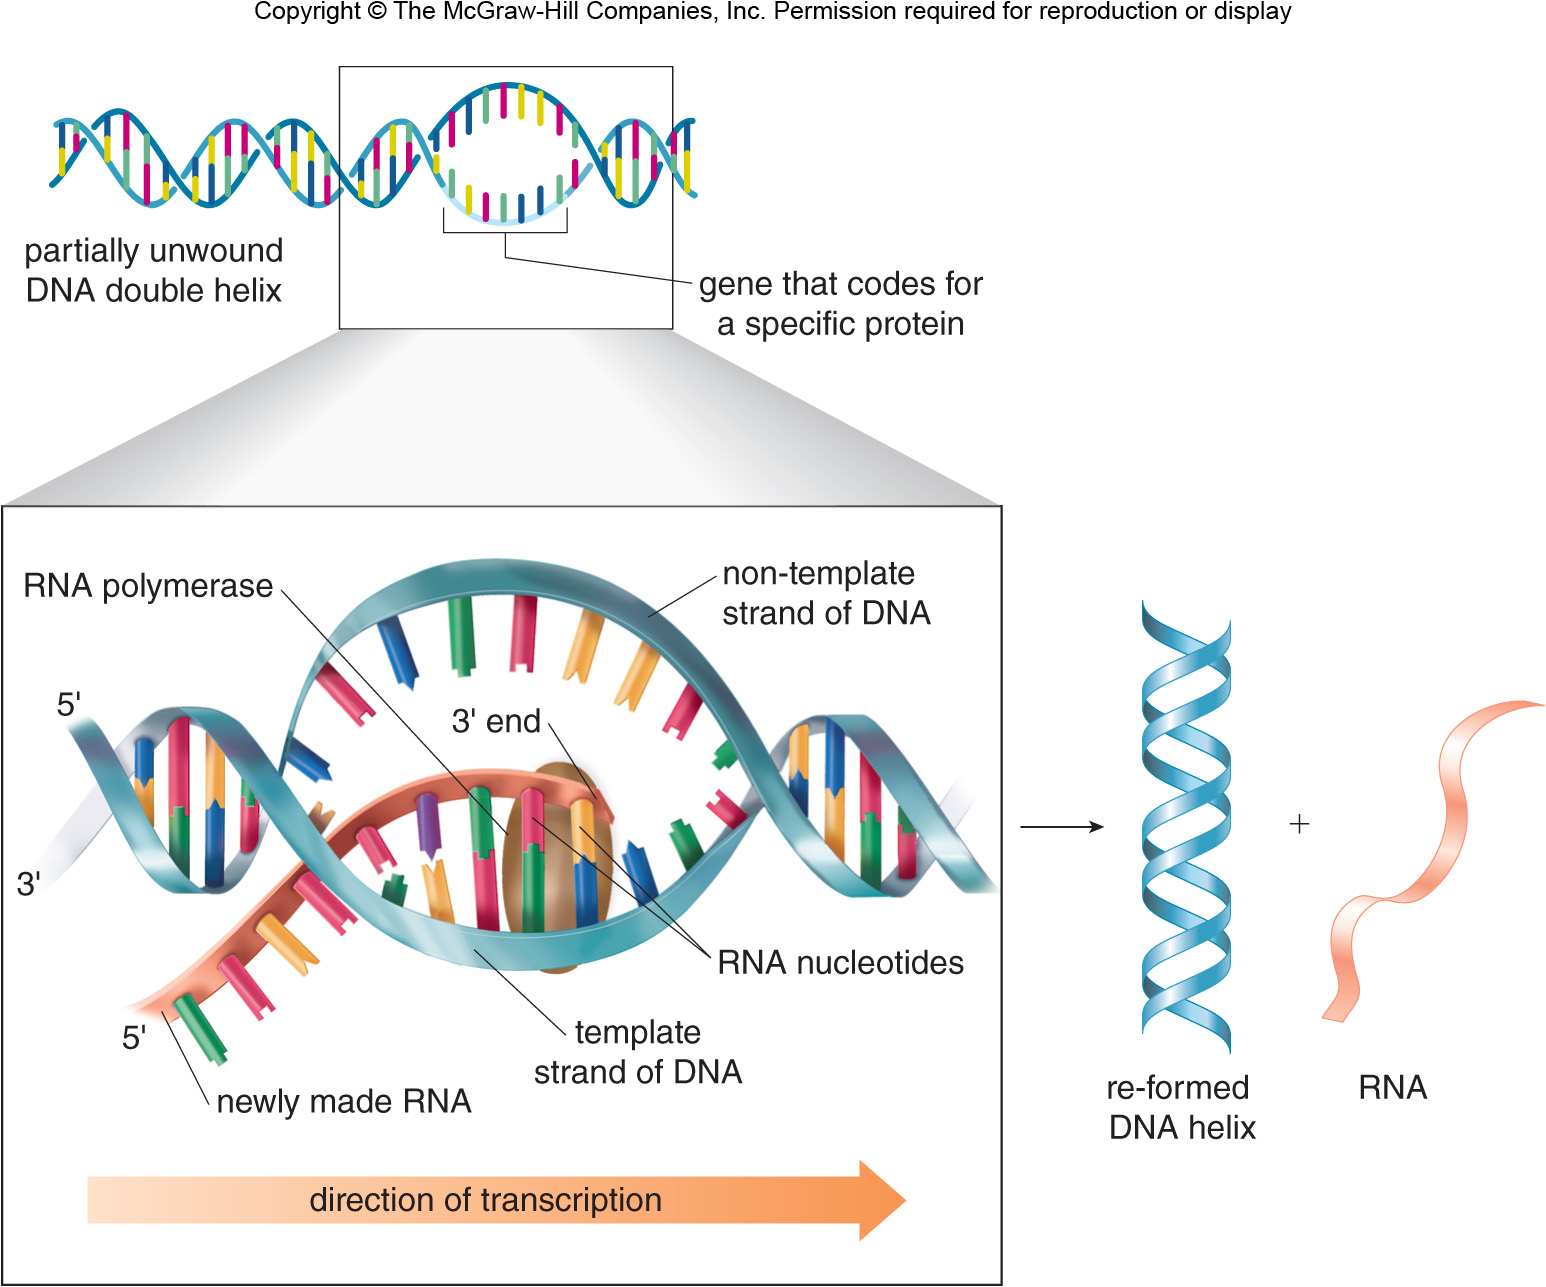 Copyright © The McGraw-Hill Companies, Inc. Permission required for reproduction or display
partially unwound
DNA double helix
gene that codes for
a specific protein
RNA polymerase
non-template
strand of DNA
5'
3' end
3'
RNA nucleotides
5'
template
strand of DNA
newly made RNA
direction of transcription
+
re-formed
DNA helix
RNA